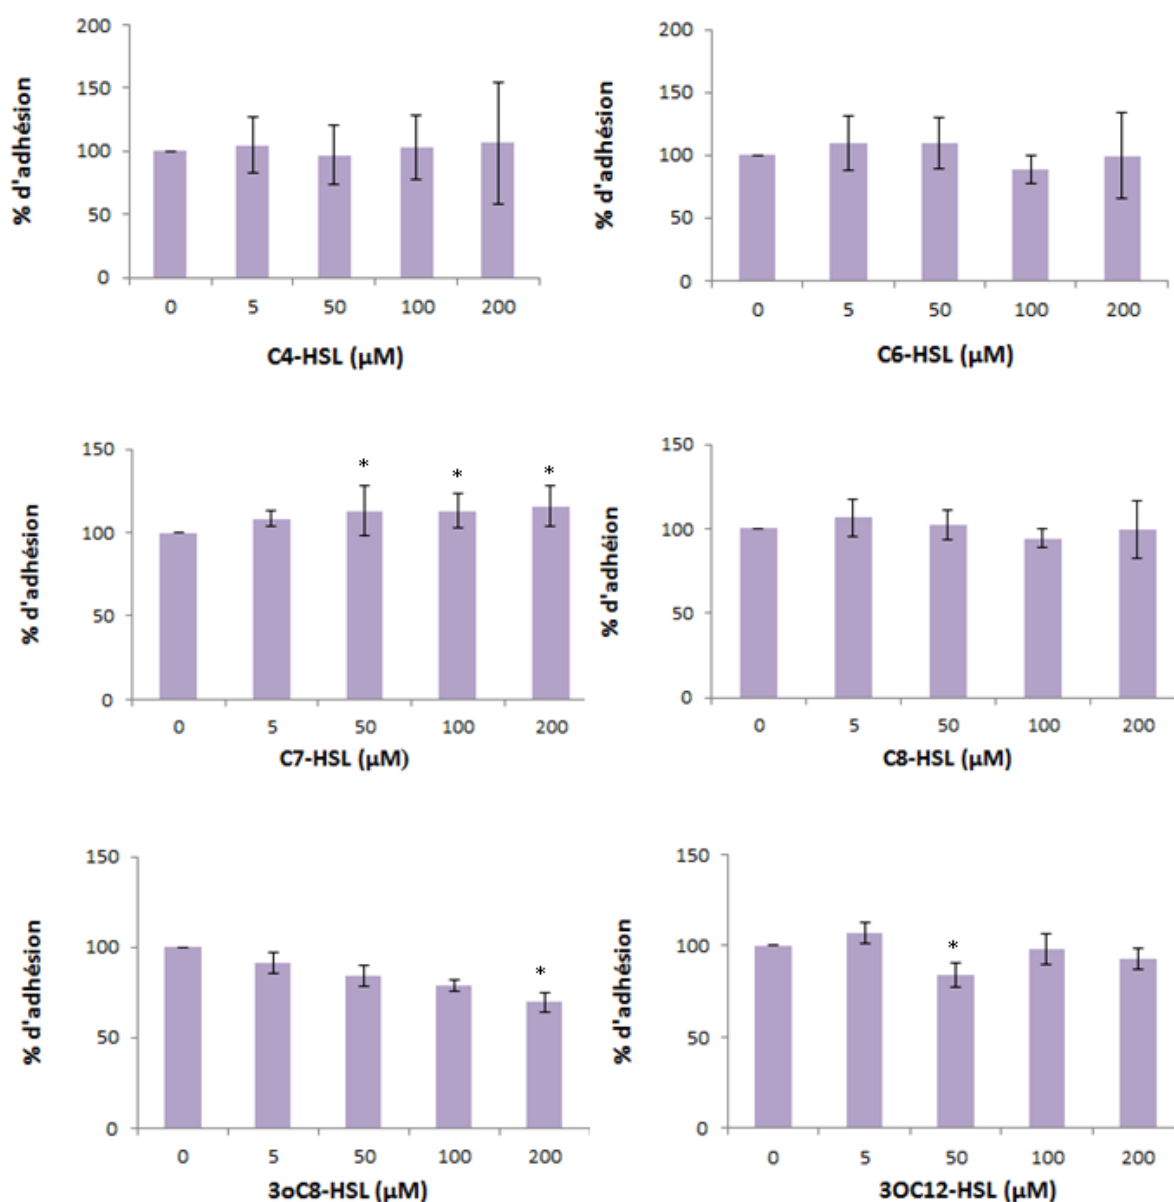 200
150
100
50
0
% d'adhésion
0 5 50 100 200
C4-HSL (µM)
200
150
100
50
0
% d'adhésion
0 5 50 100 200
C6-HSL (µM)
150
100
50
0
% d'adhésion
* * *
0 5 50 100 200
C7-HSL (µM)
150
100
50
0
% d'adhésion
0 5 50 100 200
C8-HSL (µM)
150
100
50
0
% d'adhésion
*
0 5 50 100 200
3oC8-HSL (µM)
150
100
50
0
% d'adhésion
*
0 5 50 100 200
3OC12-HSL (µM)